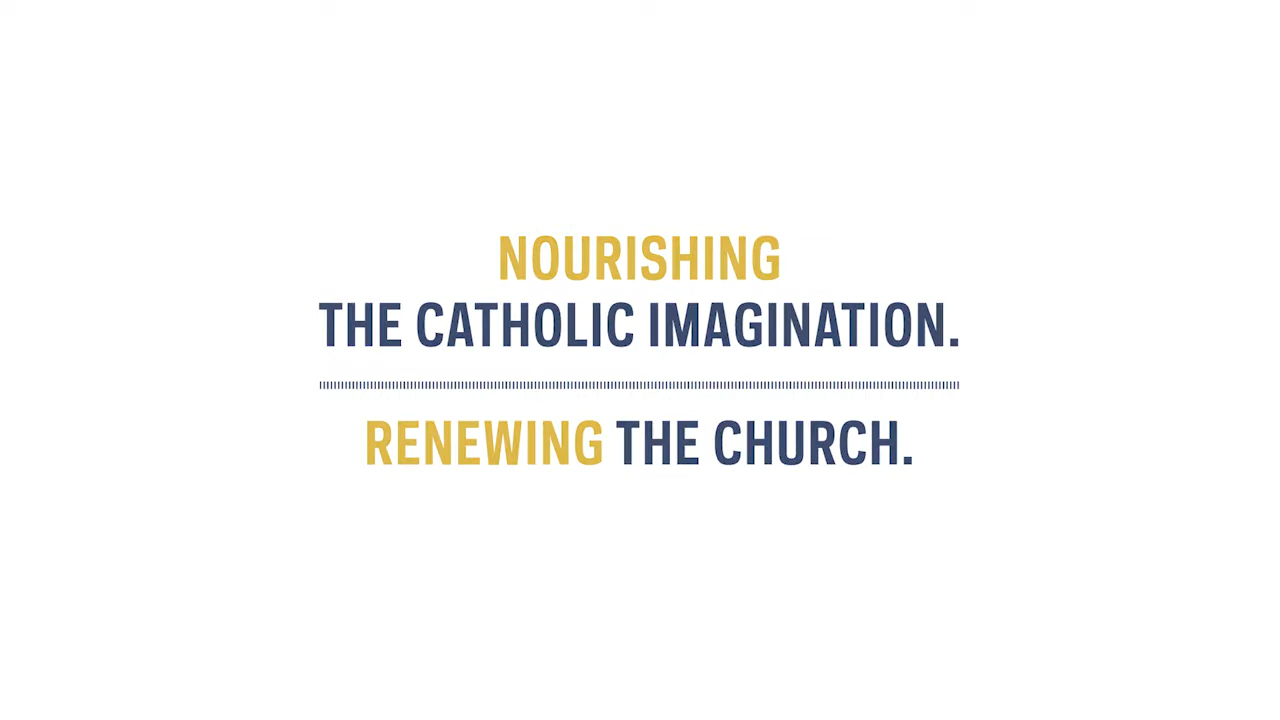 NOURISHING
THE CATHOLIC IMAGINATION.
RENEWING THE CHURCH.